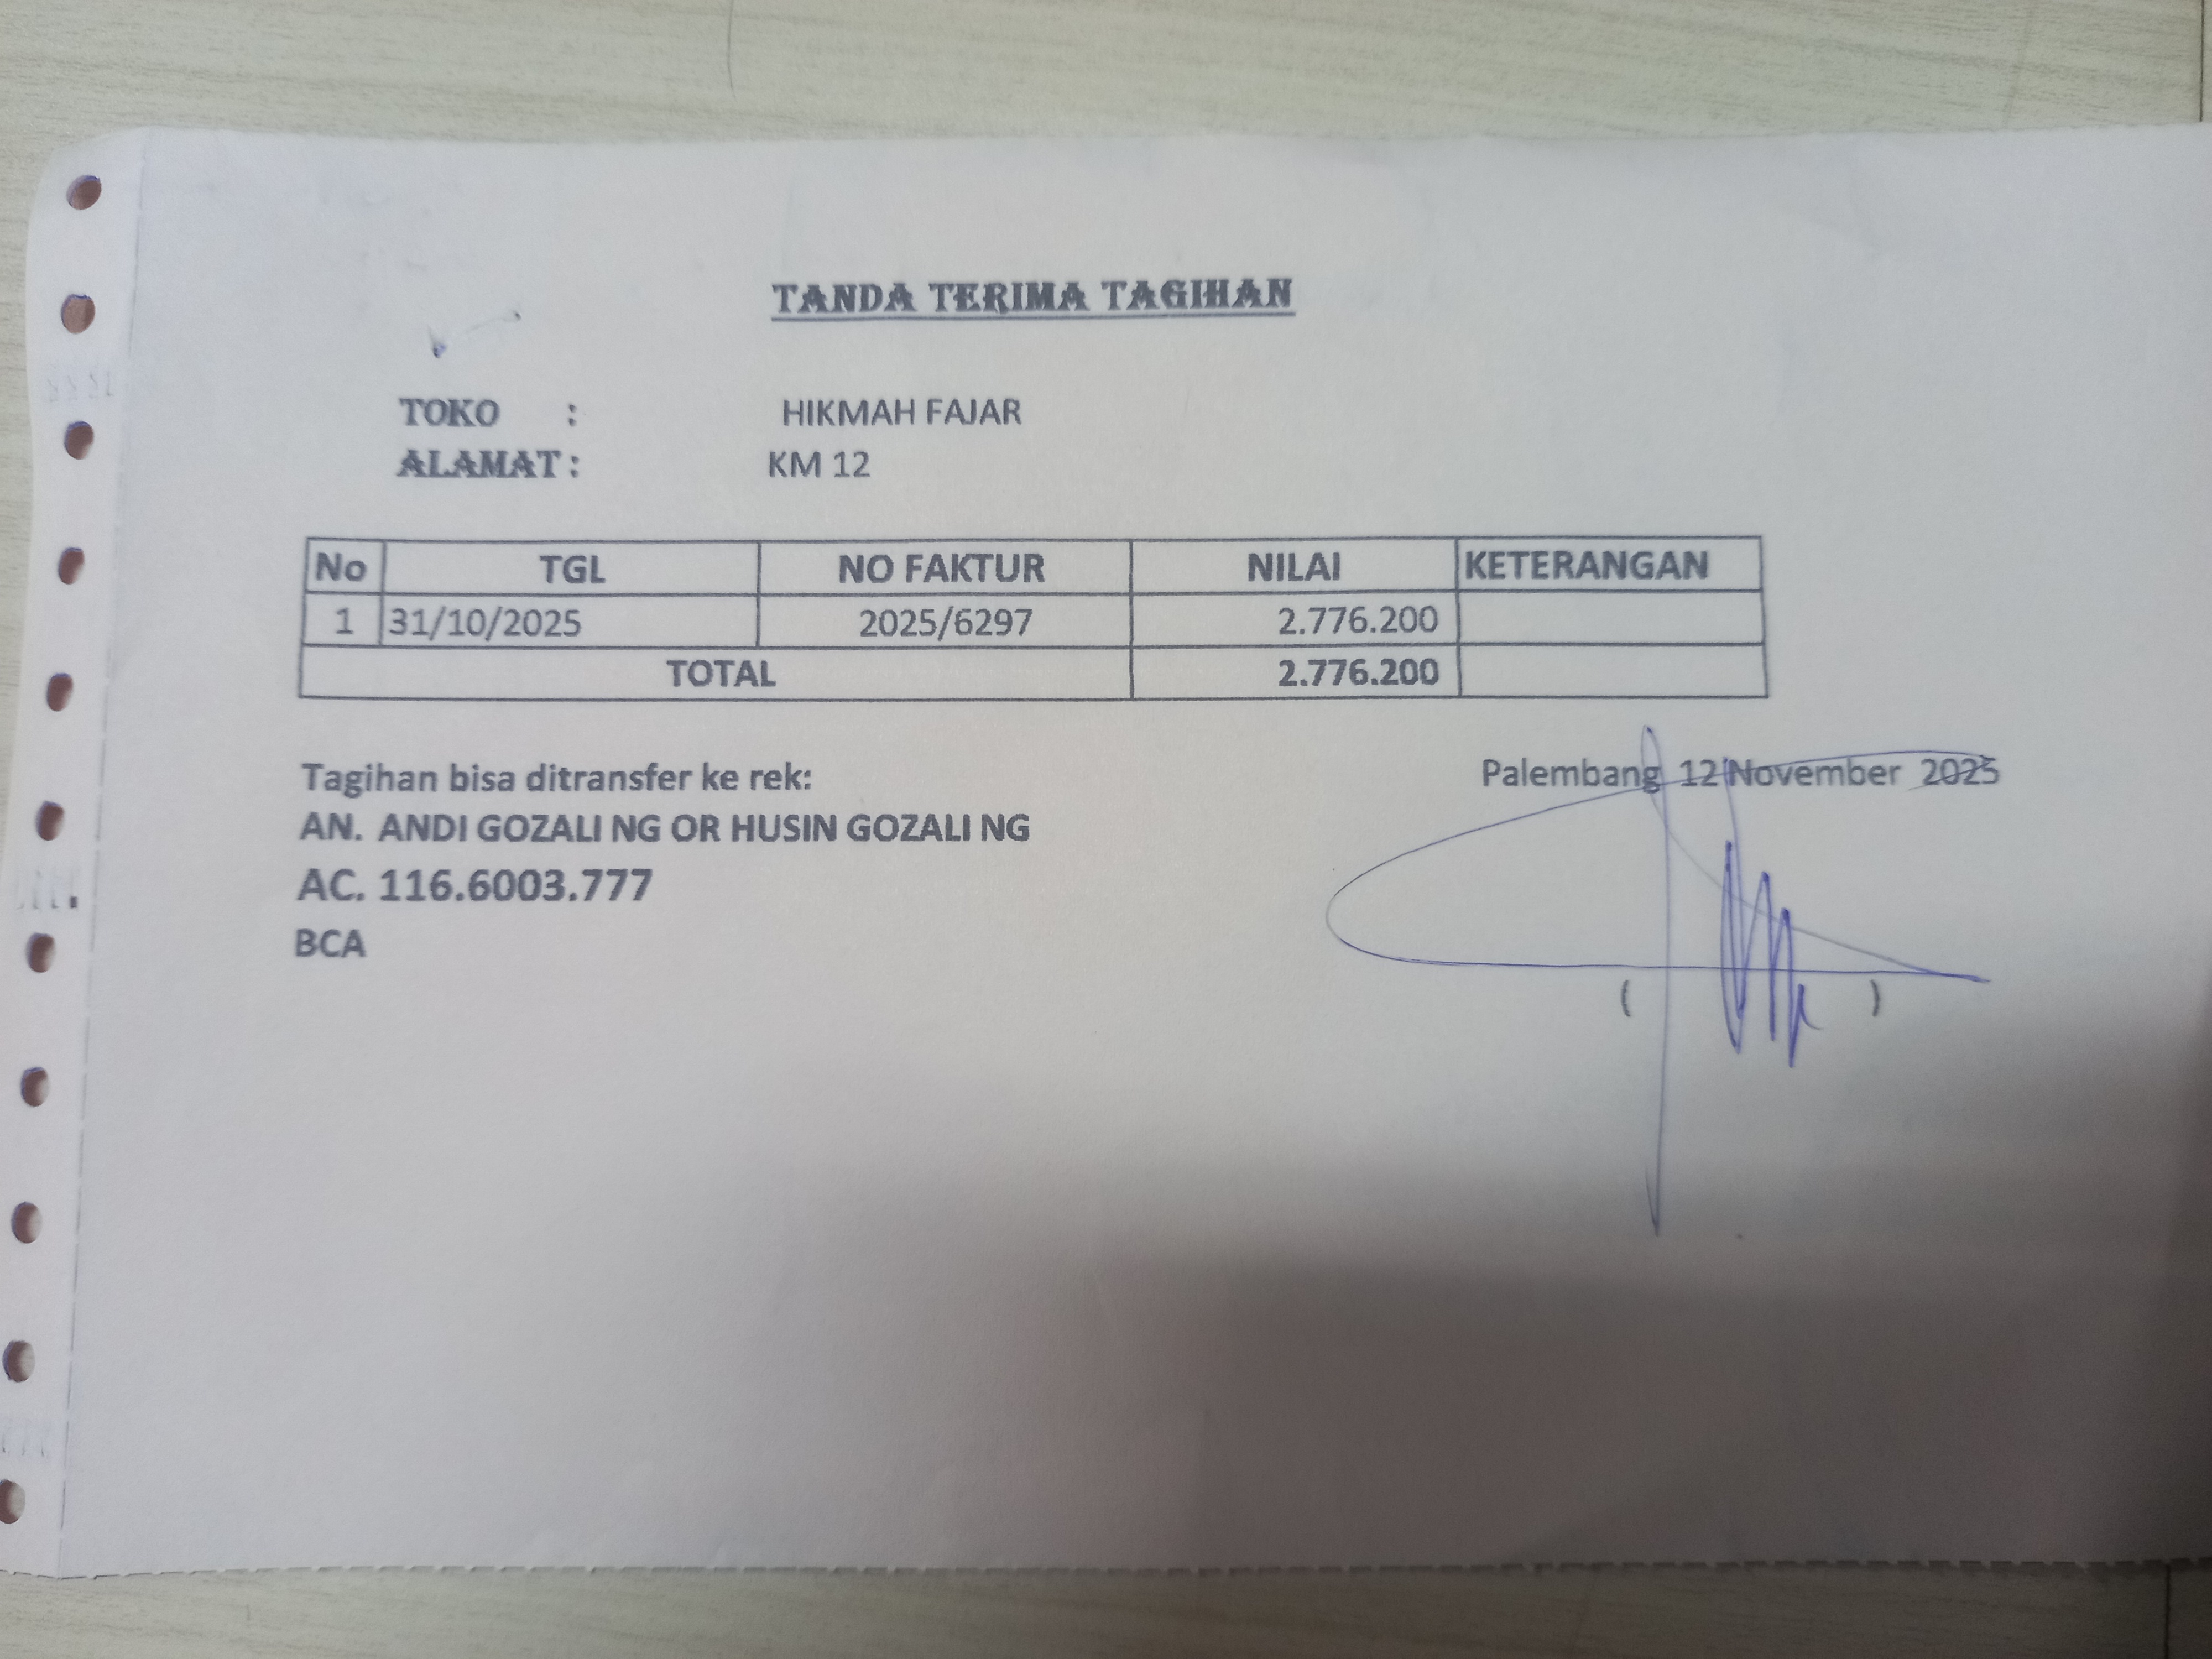 TANDA TERIMA TAGIHAN
TOKO : HIKMAH FAJAR
ALAMAT : KM 12
No TGL NO FAKTUR NILAI KETERANGAN
1 31/10/2025 2025/6297 2.776.200
TOTAL 2.776.200
Tagihan bisa ditransfer ke rek:
AN. ANDI GOZALI NG OR HUSIN GOZALI NG
AC. 116.6003.777
BCA
Palembang 12 November 2025
( )